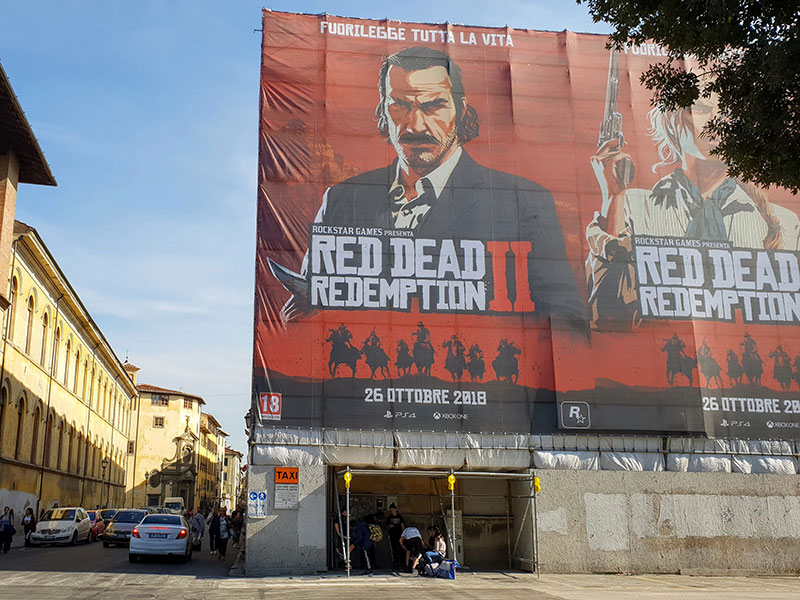 FUORILEGGE TUTTA LA VITA
ROCKSTAR GAMES PRESENTA
RED DEAD
REDEMPTION II
26 OTTOBRE 2018
PS4 XBOX ONE
18
ROCKSTAR GAMES PRESENTA
RED DEAD
REDEMPTION
26 OTTOBRE 201
PS4 XBOX ONE
R
TAXI